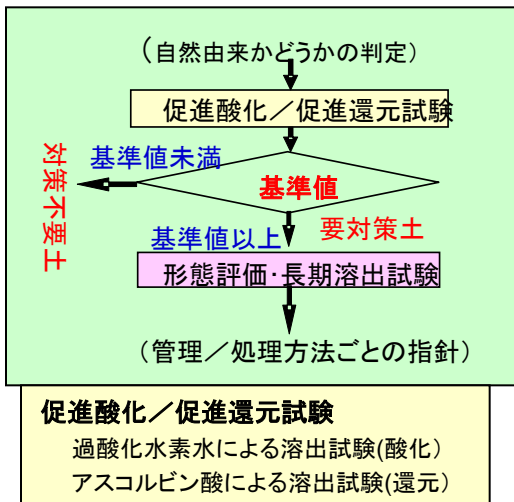 (自然由来かどうかの判定)
促進酸化／促進還元試験
基準値未満
対策不要土
基準値
基準値以上
要対策土
形態評価･長期溶出試験
(管理／処理方法ごとの指針)
促進酸化／促進還元試験
過酸化水素水による溶出試験(酸化)
アスコルビン酸による溶出試験(還元)